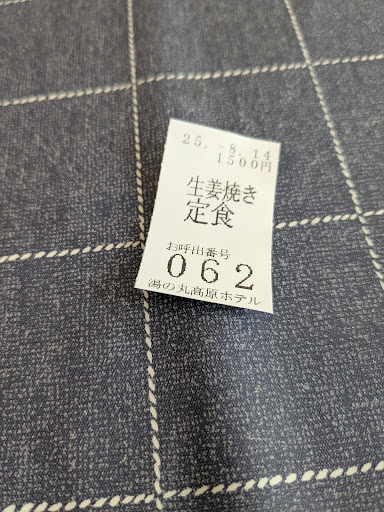 25.-8.14
1500円
生姜焼き
定食
お呼出番号
062
湯の丸高原ホテル